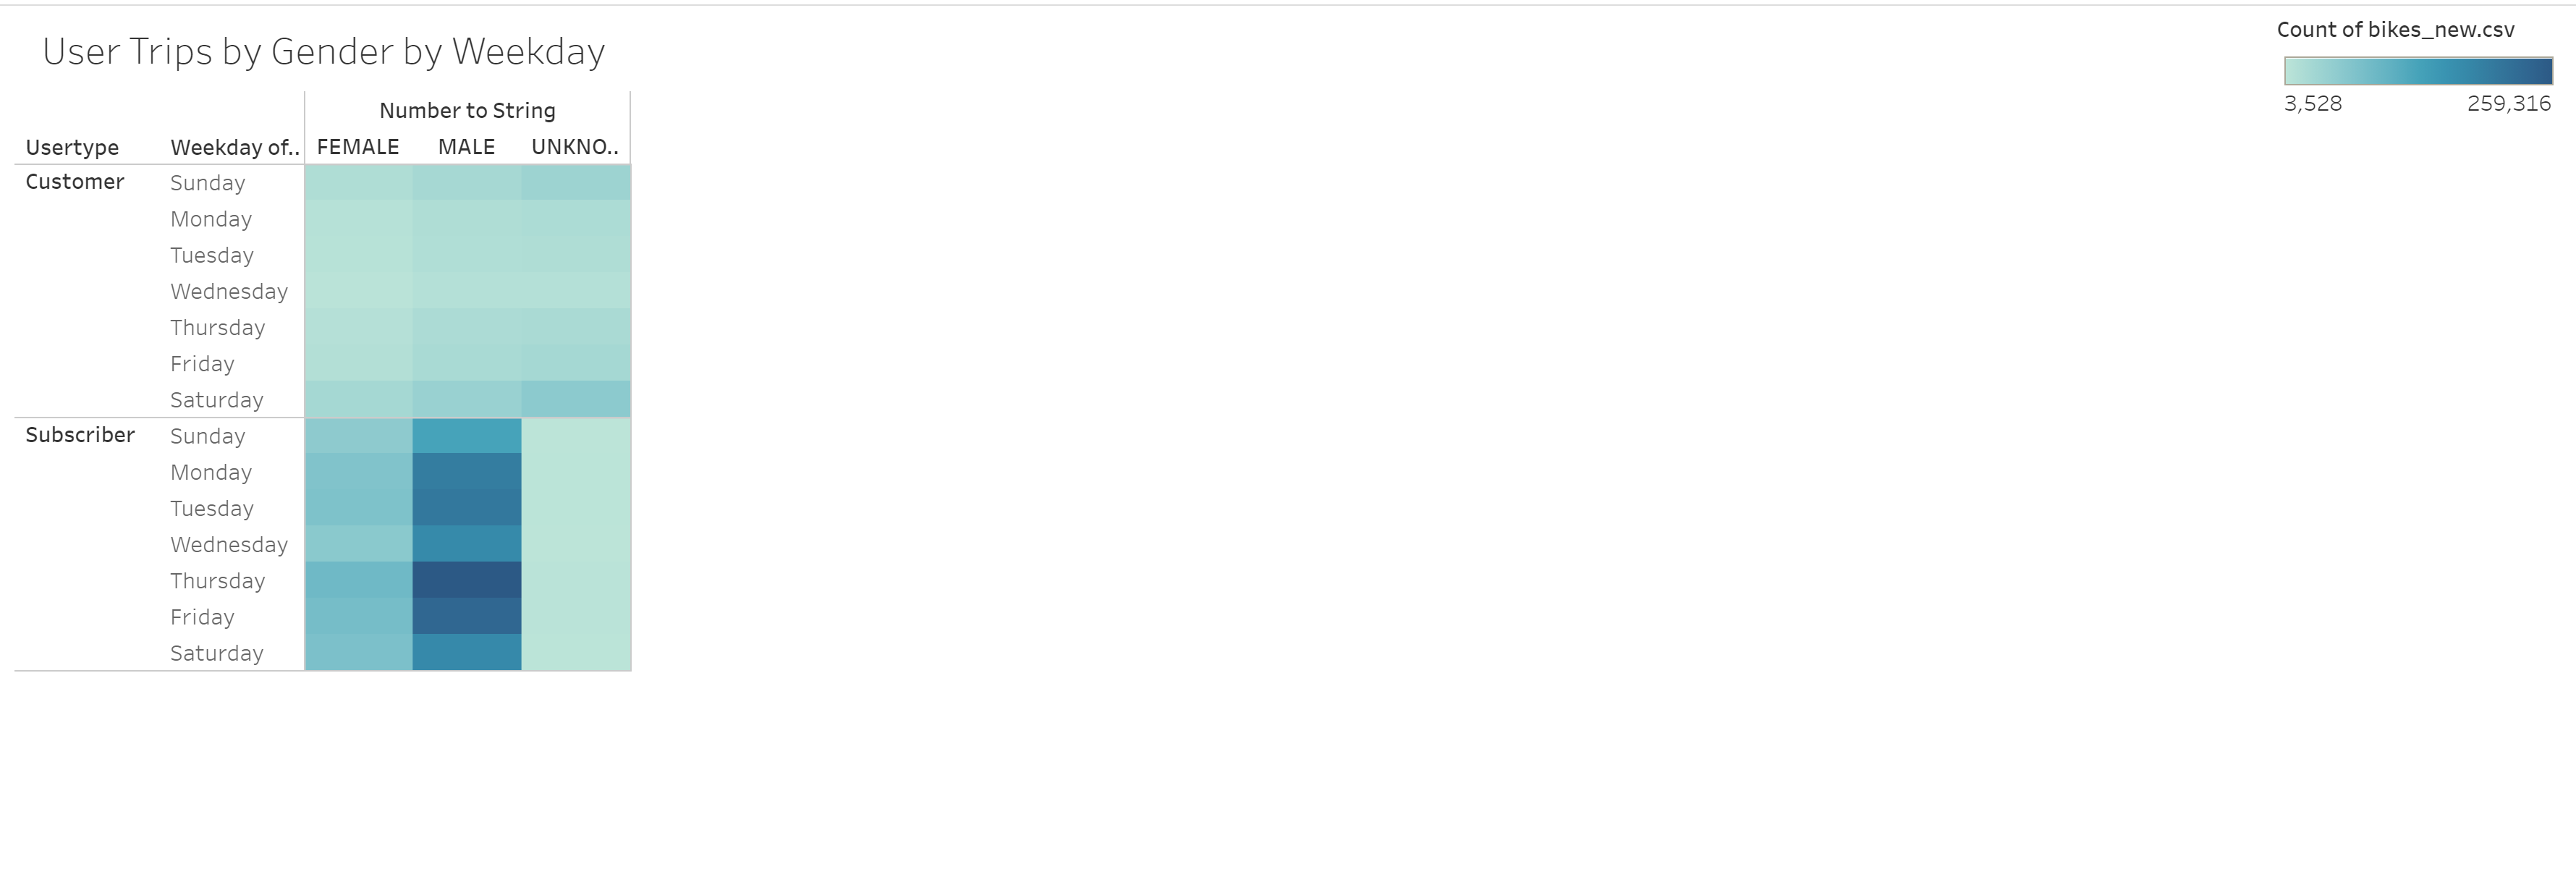 User Trips by Gender by Weekday
Number to String
Usertype Weekday of.. FEMALE MALE UNKNO..
Customer Sunday
Monday
Tuesday
Wednesday
Thursday
Friday
Saturday
Subscriber Sunday
Monday
Tuesday
Wednesday
Thursday
Friday
Saturday
Count of bikes_new.csv
3,528 259,316